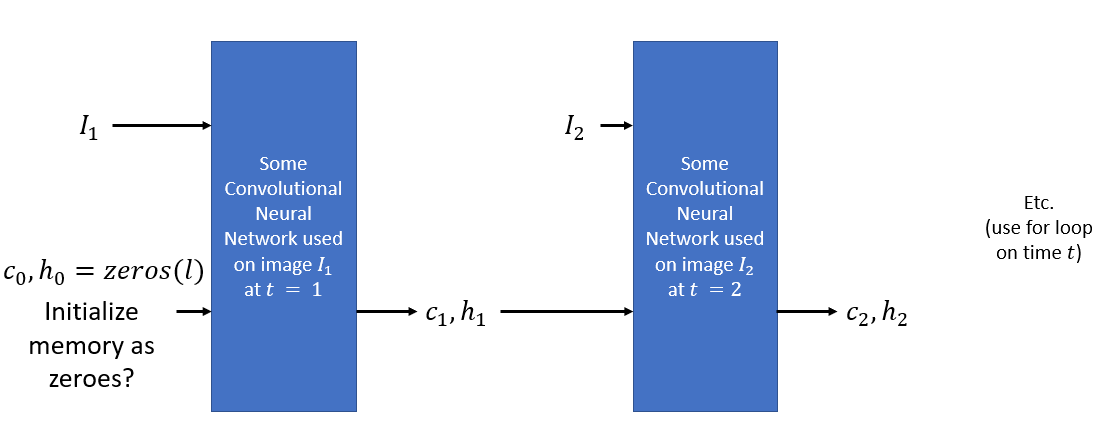 I₁
c₀, h₀ = zeros(l)
Initialize
memory as
zeroes?
Some
Convolutional
Neural
Network used
on image I₁
at t = 1
c₁, h₁
I₂
Some
Convolutional
Neural
Network used
on image I₂
at t = 2
c₂, h₂
Etc.
(use for loop
on time t)